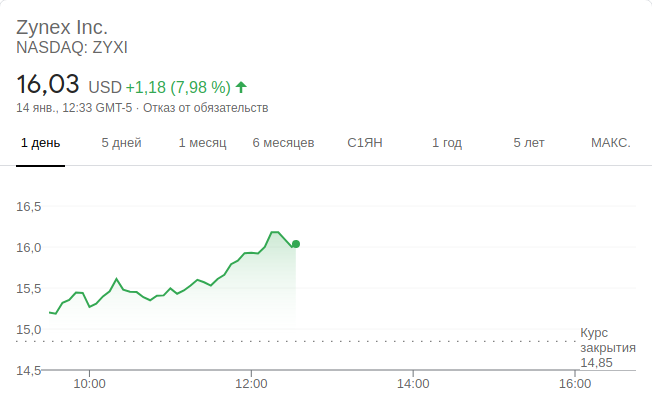 Zynex Inc.
NASDAQ: ZYXI
16,03 USD +1,18 (7,98 %)
14 янв., 12:33 GMT-5 · Отказ от обязательств
1 день 5 дней 1 месяц 6 месяцев С1ЯН 1 год 5 лет МАКС.
16,5
16,0
15,5
15,0
Курс
закрытия
14,85
14,5
10:00 12:00 14:00 16:00